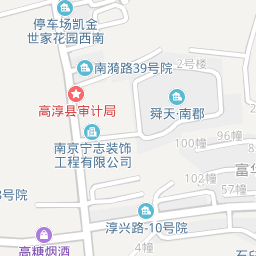 停车场凯金
世家花园西南
南漪路39号院
2号楼
高淳县审计局
舜天·南郡
南京宁志装饰
工程有限公司
100幢
96幢
102幢
57幢
富华
号院
淳兴路-10号院
4幢
高糖烟酒